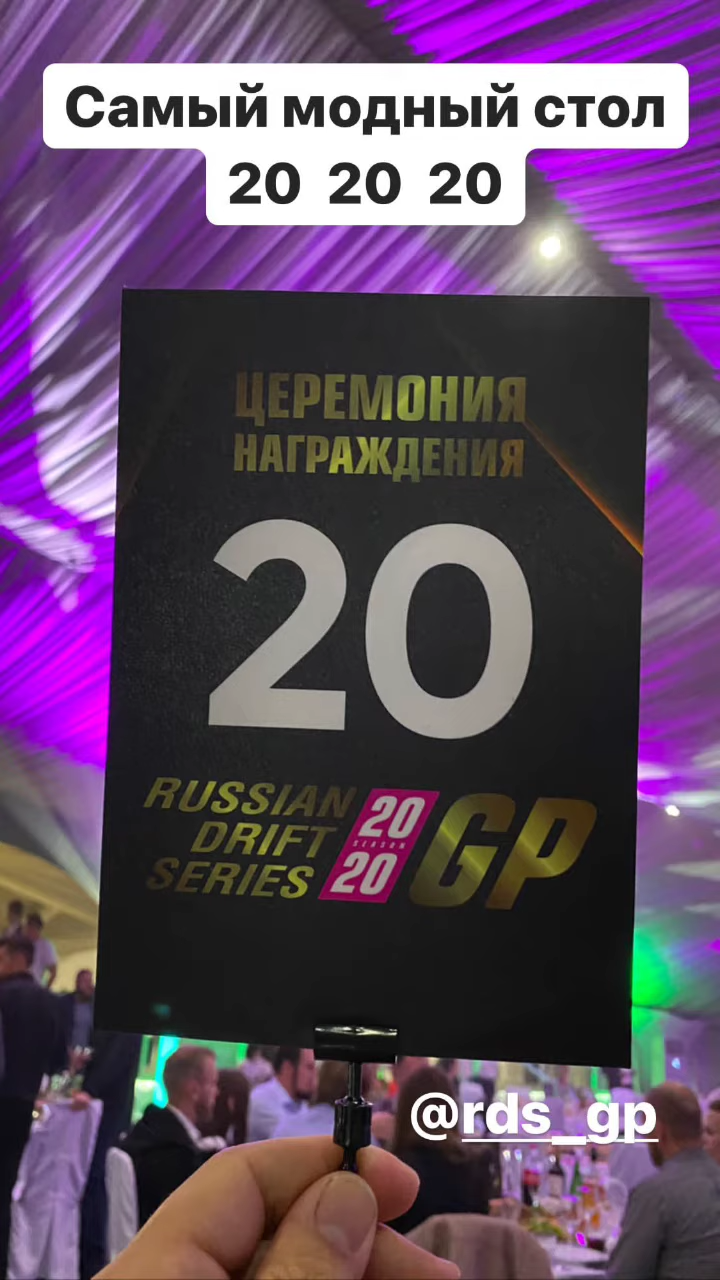 Самый модный стол
20 20 20
ЦЕРЕМОНИЯ
НАГРАЖДЕНИЯ
20
RUSSIAN
DRIFT
SERIES
20
SEASON
20
GP
@rds_gp